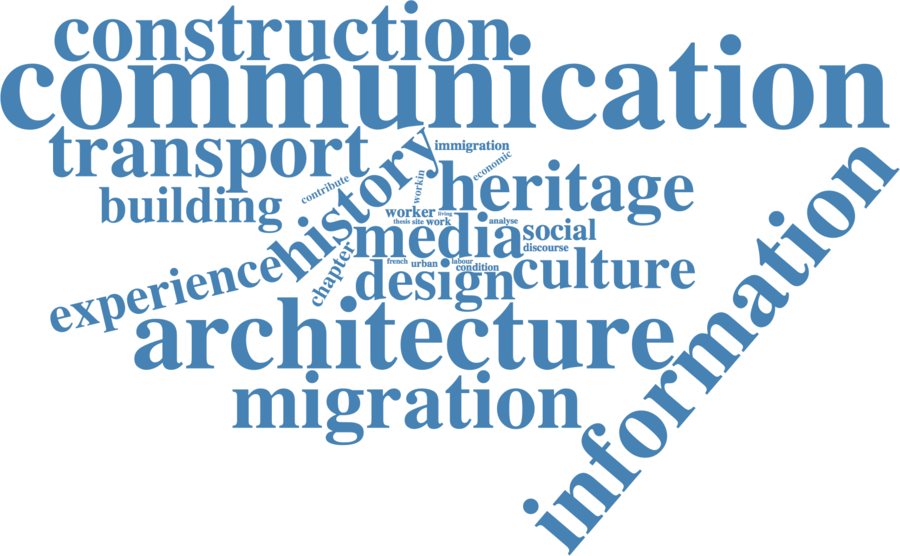 construction
communication
transport
immigration
history
economic
heritage
contribute
workin
building
worker
living
thesis
site
work
analyse
social
media
discourse
experience
chapter
french
urban
labour
condition
culture
design
architecture
information
migration